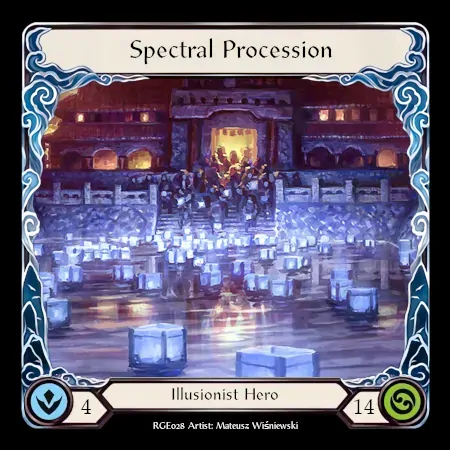 Spectral Procession
Illusionist Hero
4
14
RGE028 Artist: Mateusz Wiśniewski